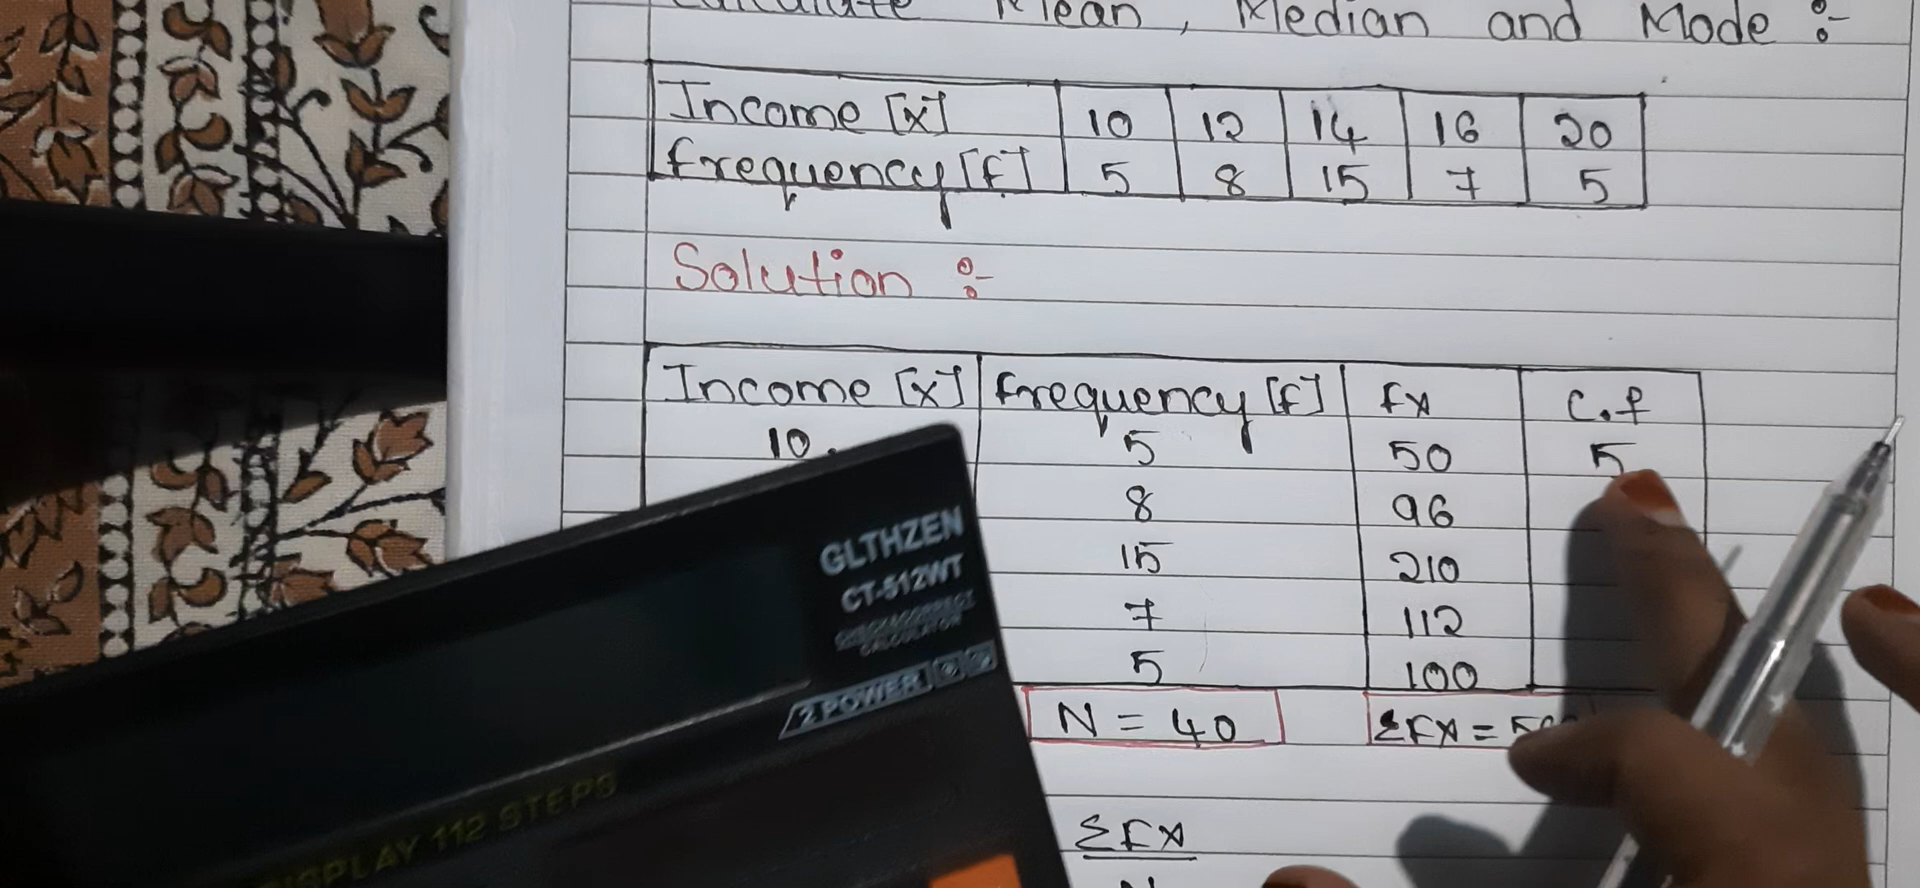 Calculate Mean, Median and Mode :-
Income [x] 10 12 14 16 20
Frequency [f] 5 8 15 7 5
Solution :-
Income [x] Frequency [f] fx c.f
10 5 50 5
8 96
15 210
7 112
5 100
N = 40 Σfx =
Σfx
N
GLTHZEN
CT-512WT
2 POWER
DISPLAY 112 STEPS